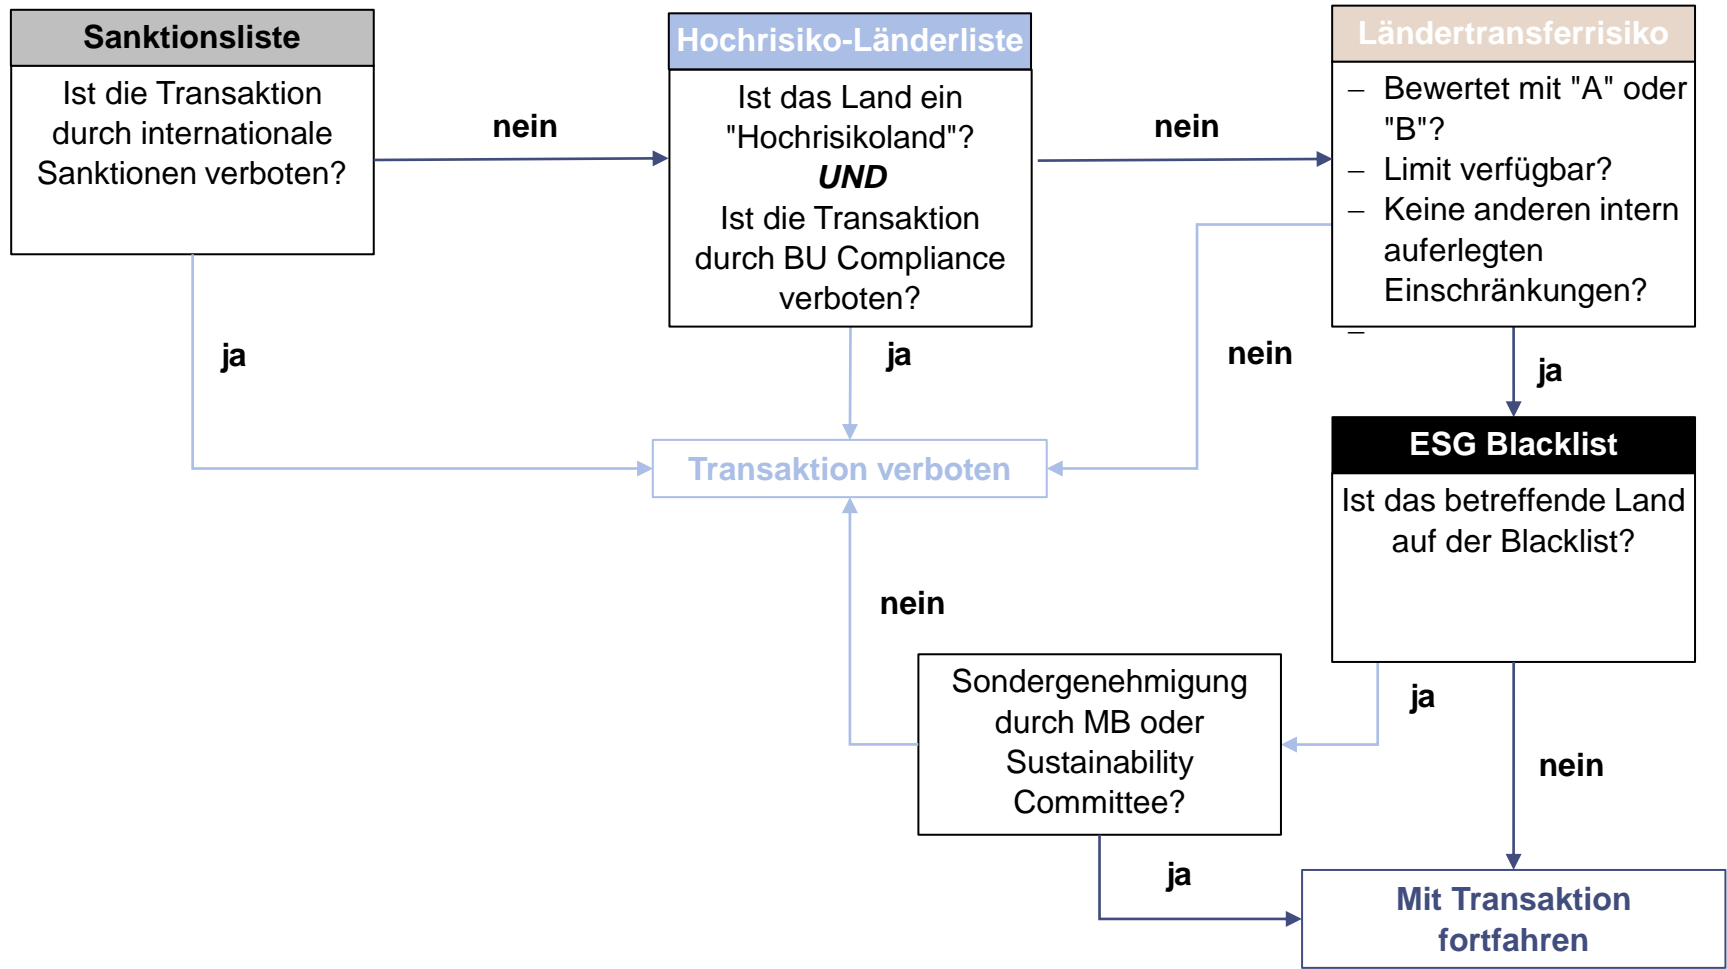 Sanktionsliste
Ist die Transaktion
durch internationale
Sanktionen verboten?
nein
Hochrisiko-Länderliste
Ist das Land ein
"Hochrisikoland"?
UND
Ist die Transaktion
durch BU Compliance
verboten?
nein
Ländertransferrisiko
– Bewertet mit "A" oder
"B"?
– Limit verfügbar?
– Keine anderen intern
auferlegten
Einschränkungen?
–
ja
ja
nein
ja
Transaktion verboten
ESG Blacklist
Ist das betreffende Land
auf der Blacklist?
nein
Sondergenehmigung
durch MB oder
Sustainability
Committee?
ja
nein
ja
Mit Transaktion
fortfahren